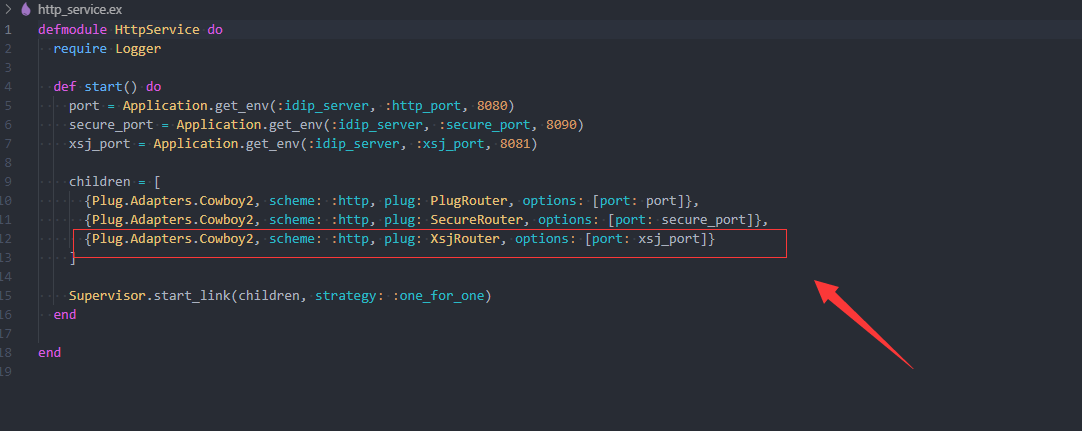 http_service.ex
1 defmodule HttpService do
2 require Logger
3
4 def start() do
5 port = Application.get_env(:idip_server, :http_port, 8080)
6 secure_port = Application.get_env(:idip_server, :secure_port, 8090)
7 xsj_port = Application.get_env(:idip_server, :xsj_port, 8081)
8
9 children = [
10 {Plug.Adapters.Cowboy2, scheme: :http, plug: PlugRouter, options: [port: port]},
11 {Plug.Adapters.Cowboy2, scheme: :http, plug: SecureRouter, options: [port: secure_port]},
12 {Plug.Adapters.Cowboy2, scheme: :http, plug: XsjRouter, options: [port: xsj_port]}
13 ]
14
15 Supervisor.start_link(children, strategy: :one_for_one)
16 end
17
18 end
19